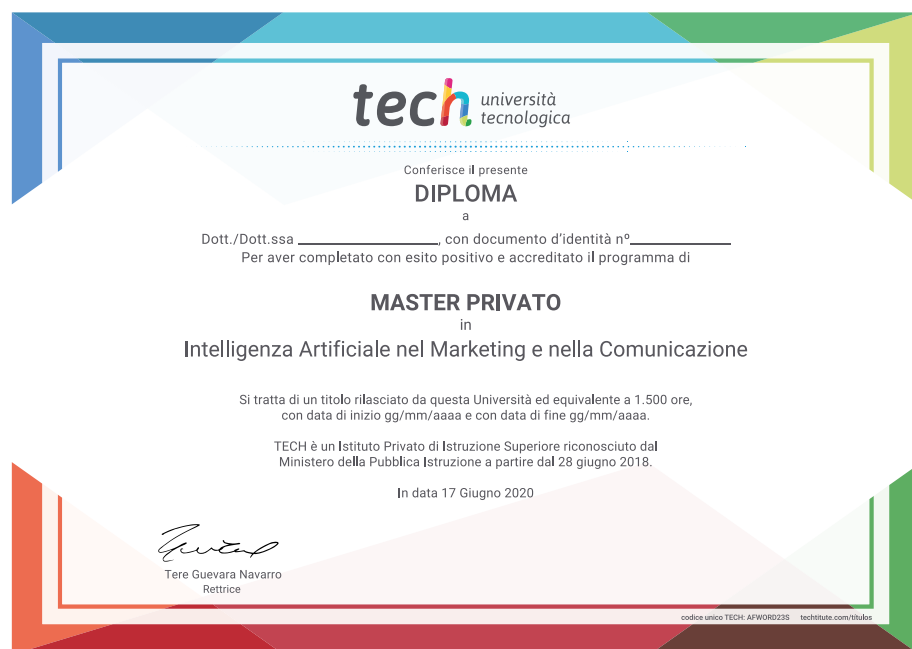 tech università
tecnologica
Conferisce il presente
DIPLOMA
a
Dott./Dott.ssa ____________________, con documento d'identità nº______________
Per aver completato con esito positivo e accreditato il programma di
MASTER PRIVATO
in
Intelligenza Artificiale nel Marketing e nella Comunicazione
Si tratta di un titolo rilasciato da questa Università ed equivalente a 1.500 ore,
con data di inizio gg/mm/aaaa e con data di fine gg/mm/aaaa.
TECH è un Istituto Privato di Istruzione Superiore riconosciuto dal
Ministero della Pubblica Istruzione a partire dal 28 giugno 2018.
In data 17 Giugno 2020
Tere Guevara Navarro
Rettrice
codice unico TECH: AFWORD23S techtitute.com/títulos